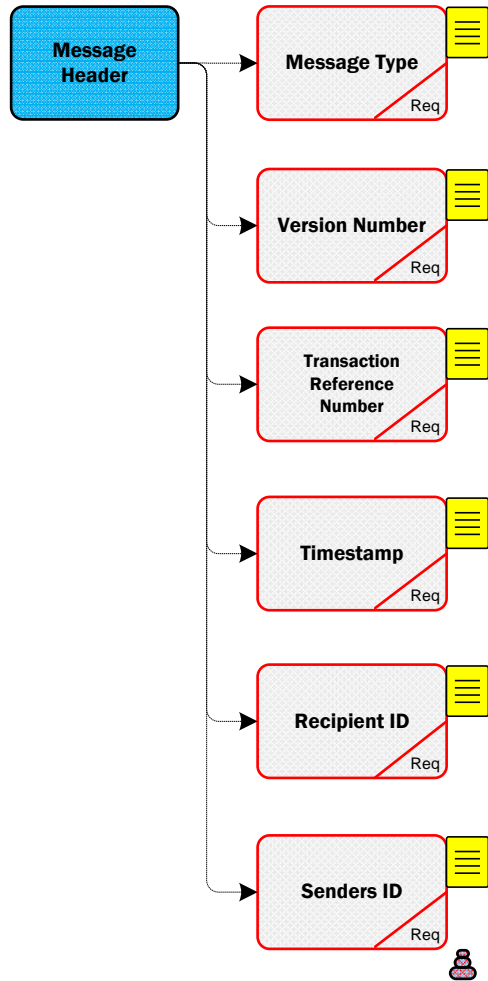 Message
Header
Message Type
Req
Version Number
Req
Transaction
Reference
Number
Req
Timestamp
Req
Recipient ID
Req
Senders ID
Req